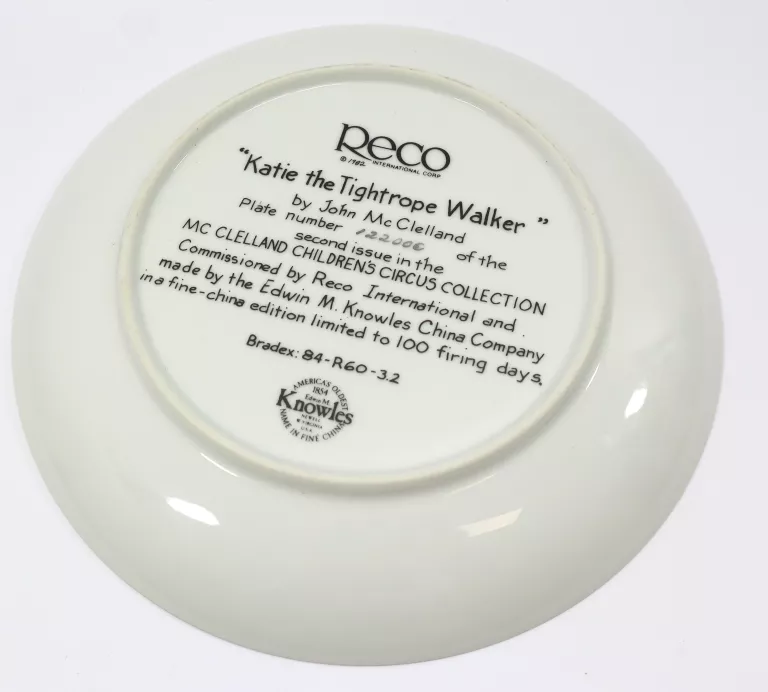 Reco
© 1982 INTERNATIONAL CORP.
“Katie the Tightrope Walker”
by John McClelland
Plate number 122006 of the
second issue in the
MC CLELLAND CHILDREN'S CIRCUS COLLECTION
Commissioned by Reco International and
made by the Edwin M. Knowles China Company
in a fine-china edition limited to 100 firing days.
Bradex: 84-R60-3.2
AMERICA'S OLDEST
1854
Edwin M.
Knowles
NEWELL
W. VIRGINIA
U.S.A.
NAME IN FINE CHINA